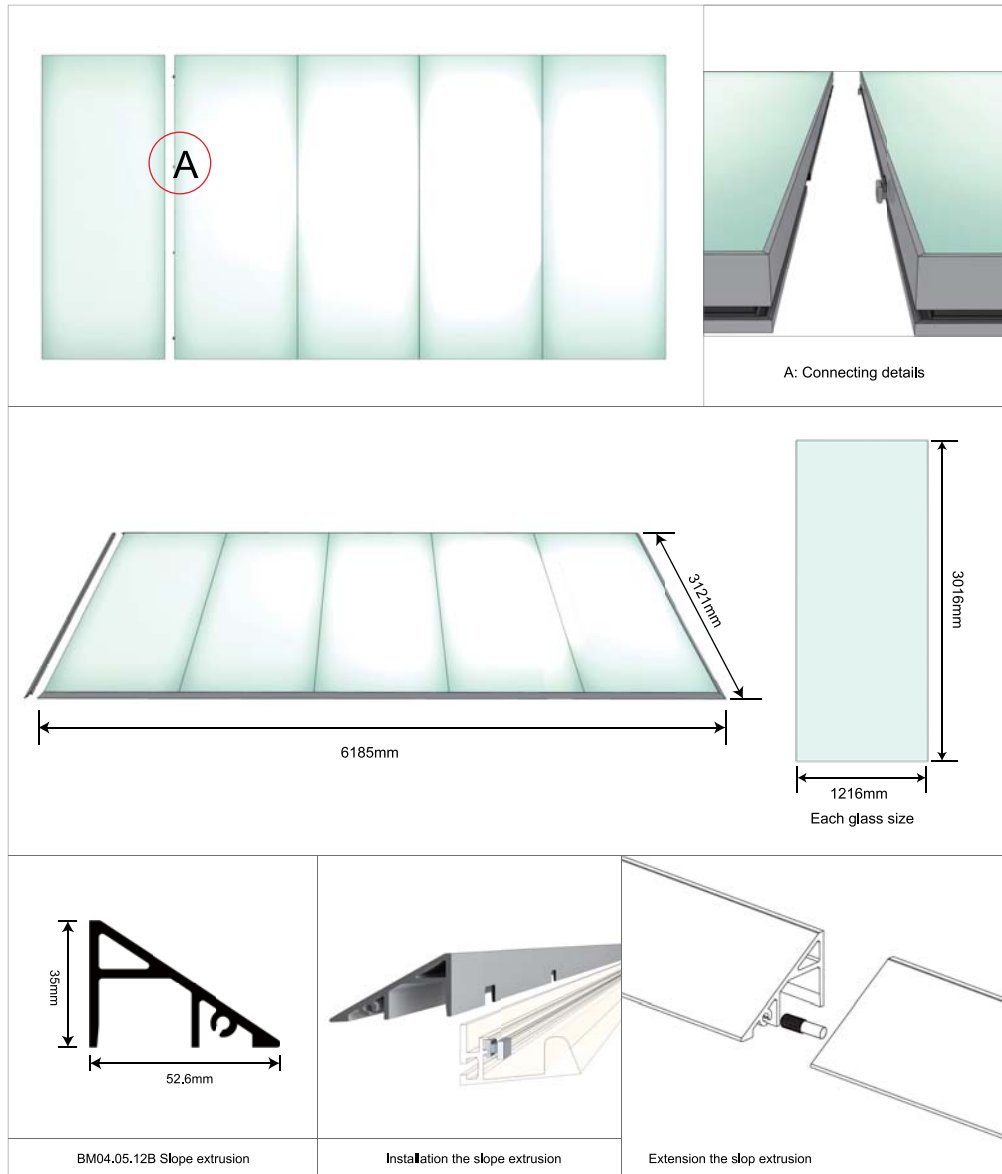 A
A: Connecting details
3121mm
6185mm
3016mm
1216mm
Each glass size
35mm
52.6mm
BM04.05.12B Slope extrusion
Installation the slope extrusion
Extension the slop extrusion